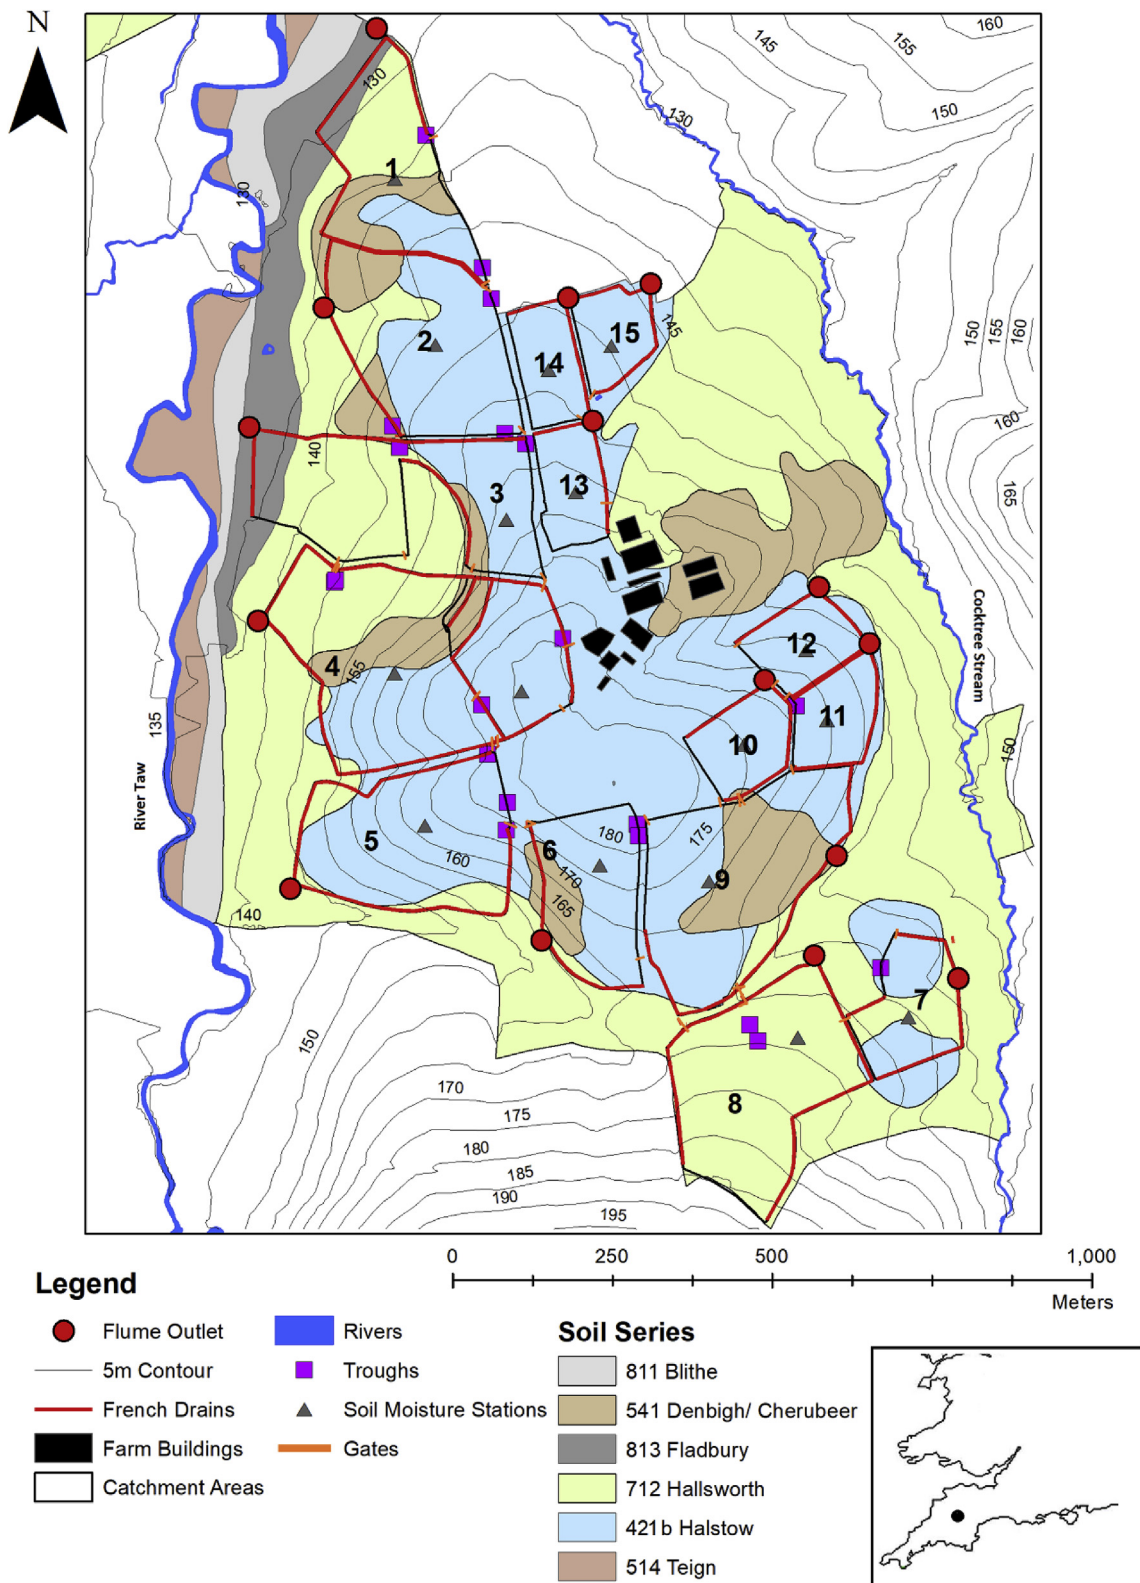 N
160
155
145
150
130
130
130
1
2
14
15
145
150
155
160
160
165
140
3
13
4
155
12
11
10
Cocktree Stream
150
135
River Taw
5
160
6
180
170
165
175
9
140
7
8
150
170
175
180
185
190
195
0 250 500 1,000
Meters
Legend
Flume Outlet
5m Contour
French Drains
Farm Buildings
Catchment Areas
Rivers
Troughs
Soil Moisture Stations
Gates
Soil Series
811 Blithe
541 Denbigh/ Cherubeer
813 Fladbury
712 Hallsworth
421b Halstow
514 Teign